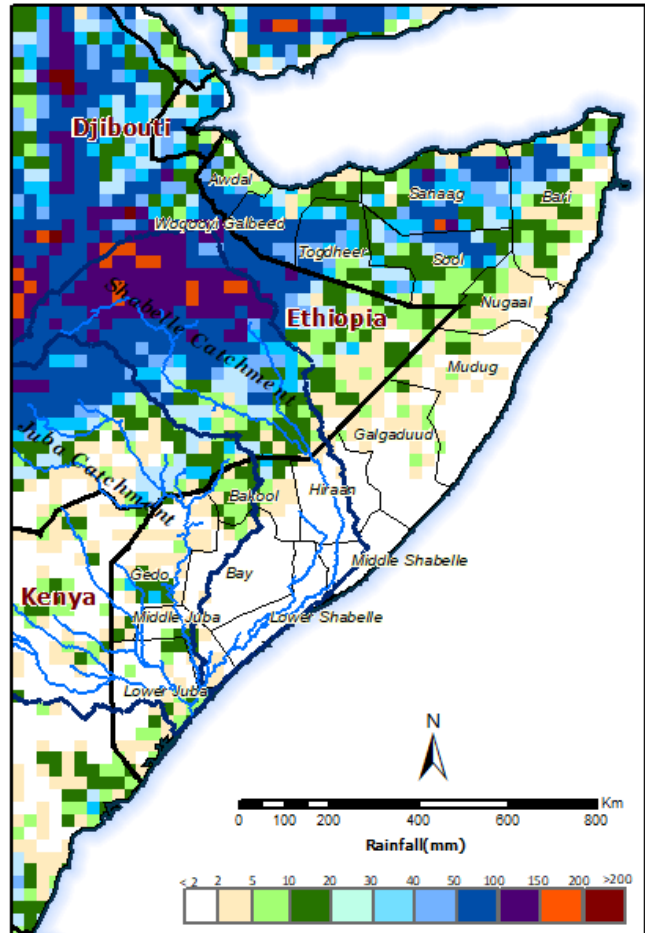 Djibouti
Awdal
Sanaag
Bari
Woqooyi Galbeed
Togdheer
Sool
Shabelle Catchment
Ethiopia
Nugaal
Mudug
Galgaduud
Juba Catchment
Bakool
Hiraan
Middle Shabelle
Gedo
Bay
Kenya
Middle Juba
Lower Shabelle
Lower Juba
N
Km
0 100 200 400 600 800
Rainfall(mm)
< 2 2 5 10 20 30 40 50 100 150 200 >200